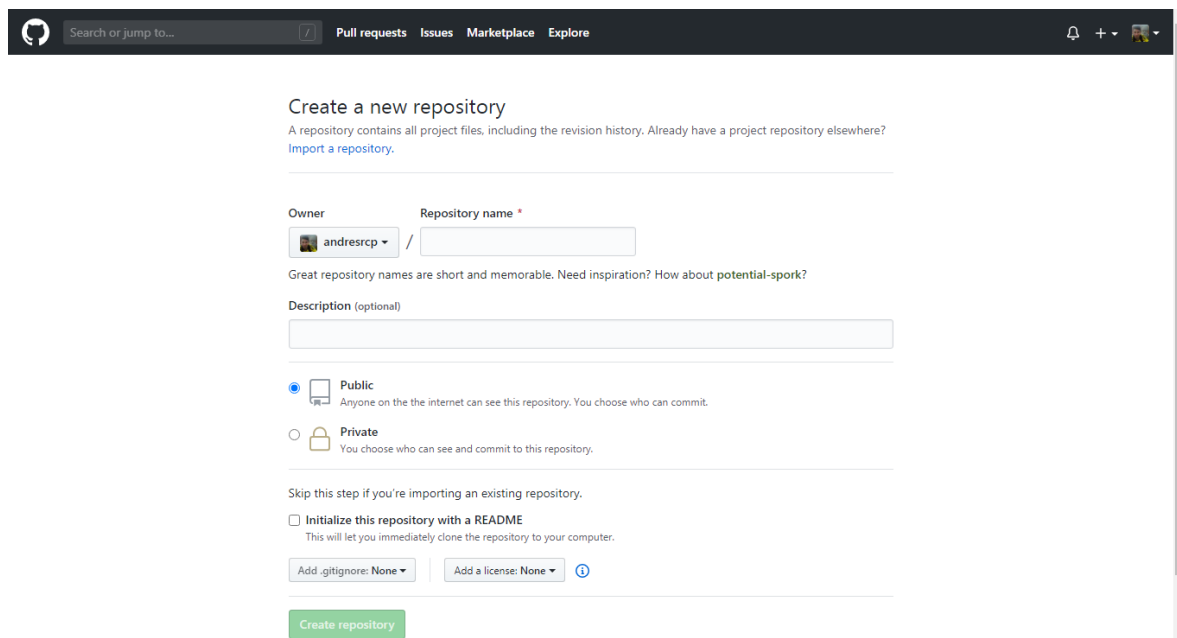 Search or jump to... /
Pull requests Issues Marketplace Explore
Create a new repository
A repository contains all project files, including the revision history. Already have a project repository elsewhere?
Import a repository.
Owner Repository name *
andresrcp / 
Great repository names are short and memorable. Need inspiration? How about potential-spork?
Description (optional)
Public
Anyone on the the internet can see this repository. You choose who can commit.
Private
You choose who can see and commit to this repository.
Skip this step if you're importing an existing repository.
Initialize this repository with a README
This will let you immediately clone the repository to your computer.
Add .gitignore: None Add a license: None
Create repository